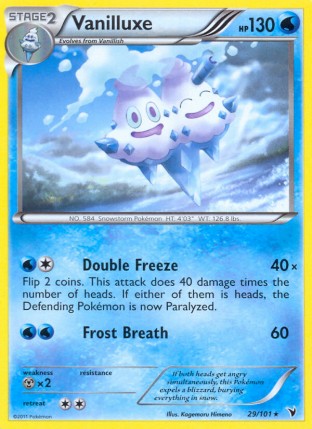 STAGE2
Vanilluxe
HP130
Evolves from Vanillish
NO. 584 Snowstorm Pokémon HT. 4'03" WT. 126.8 lbs.
Double Freeze 40x
Flip 2 coins. This attack does 40 damage times
the number of heads. If either of them is heads, the
Defending Pokémon is now Paralyzed.
Frost Breath 60
weakness resistance
×2
retreat
If both heads get angry
simultaneously, this Pokémon
expels a blizzard, burying
everything in snow.
©2011 Pokémon
Illus. Kagemaru Himeno
29/101★